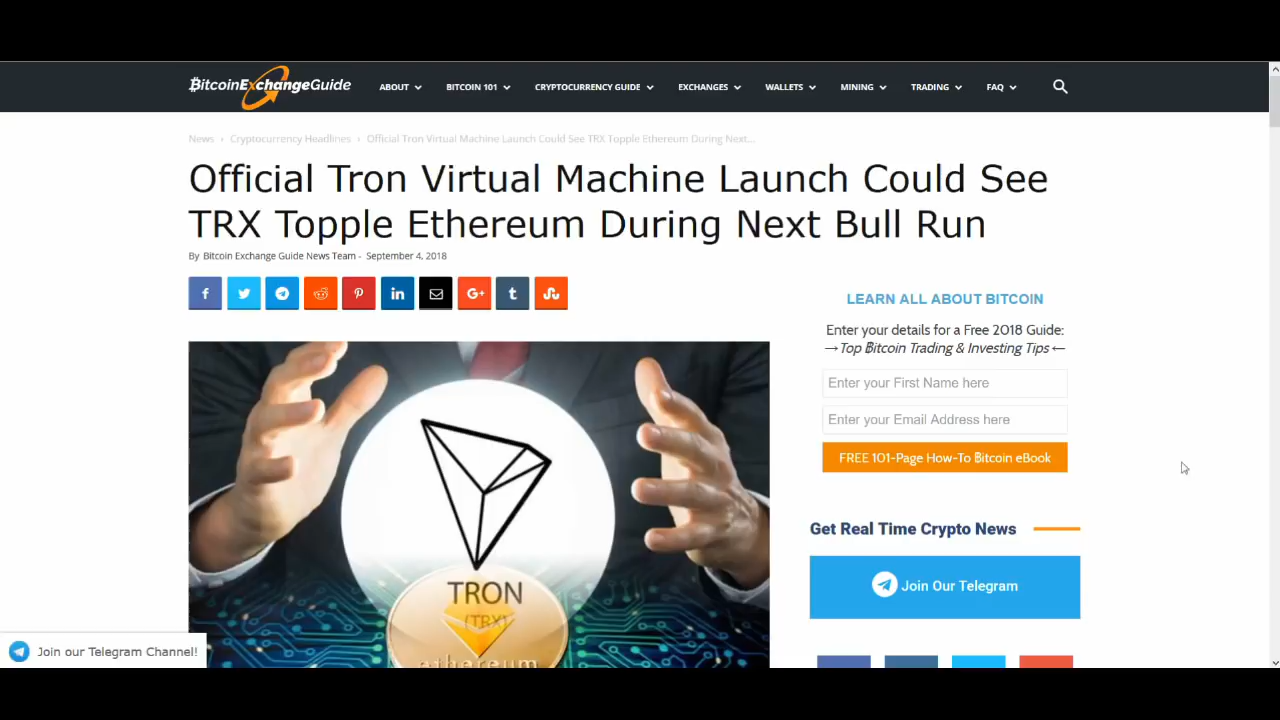 BitcoinExchangeGuide
ABOUT
BITCOIN 101
CRYPTOCURRENCY GUIDE
EXCHANGES
WALLETS
MINING
TRADING
FAQ
News › Cryptocurrency Headlines › Official Tron Virtual Machine Launch Could See TRX Topple Ethereum During Next...
Official Tron Virtual Machine Launch Could See
TRX Topple Ethereum During Next Bull Run
By Bitcoin Exchange Guide News Team - September 4, 2018
LEARN ALL ABOUT BITCOIN
Enter your details for a Free 2018 Guide:
→Top Ƀitcoin Trading & Investing Tips ←
Enter your First Name here
Enter your Email Address here
FREE 101-Page How-To Ƀitcoin eBook
Get Real Time Crypto News
Join Our Telegram
TRON
(TRX)
ethereum
Join our Telegram Channel!